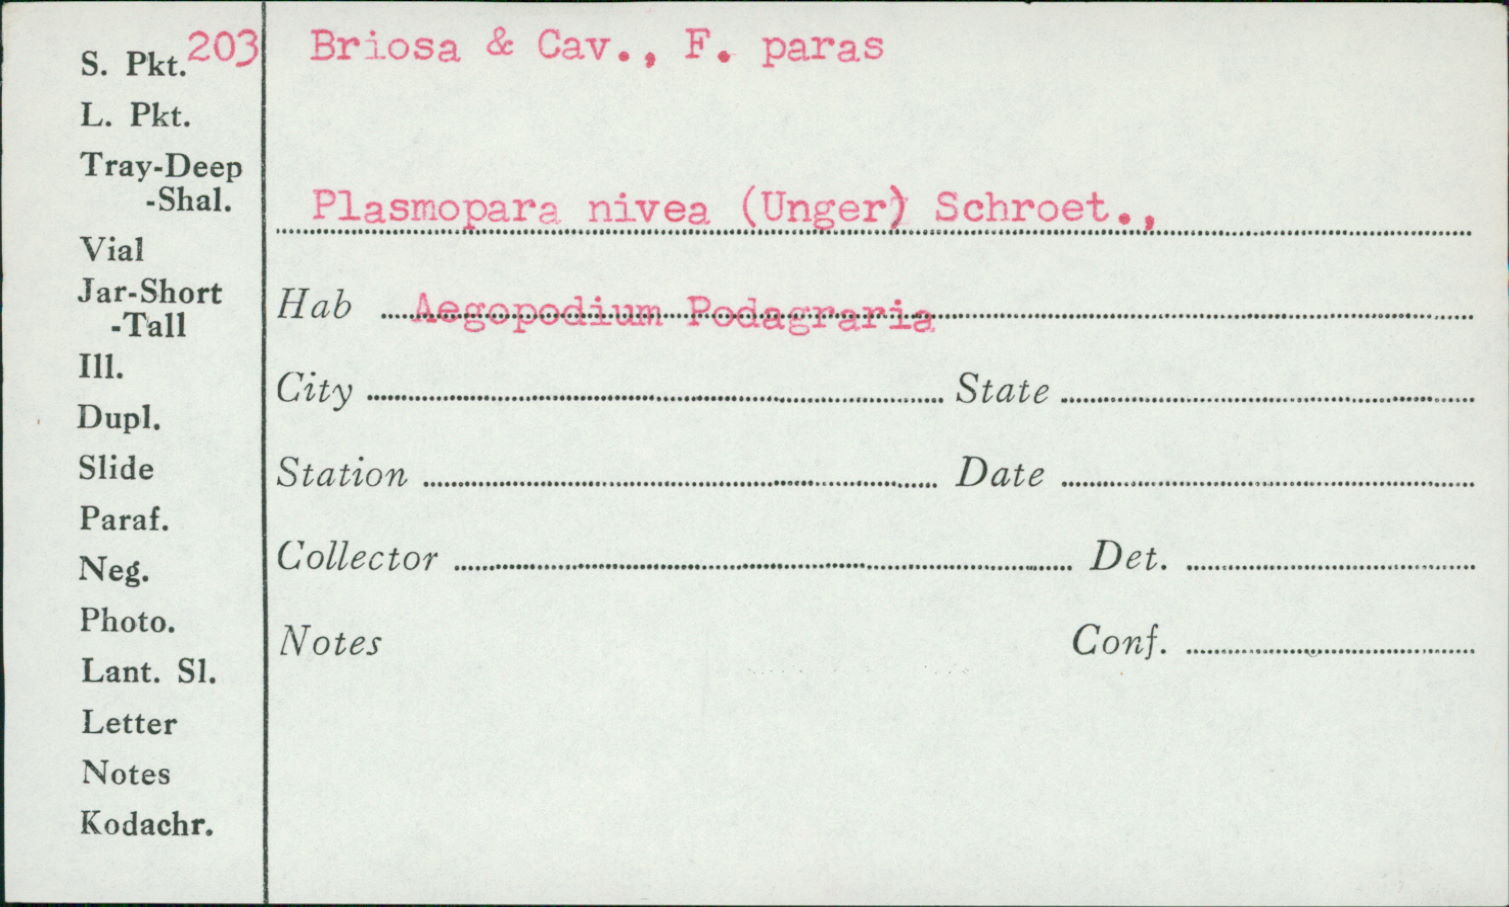 S. Pkt. 203
L. Pkt.
Tray-Deep
-Shal.
Vial
Jar-Short
-Tall
Ill.
Dupl.
Slide
Paraf.
Neg.
Photo.
Lant. Sl.
Letter
Notes
Kodachr.
Briosa & Cav., F. paras
Plasmopara nivea (Unger) Schroet.,
Hab Aegopodium Podagraria
City State
Station Date
Collector Det.
Notes Conf.